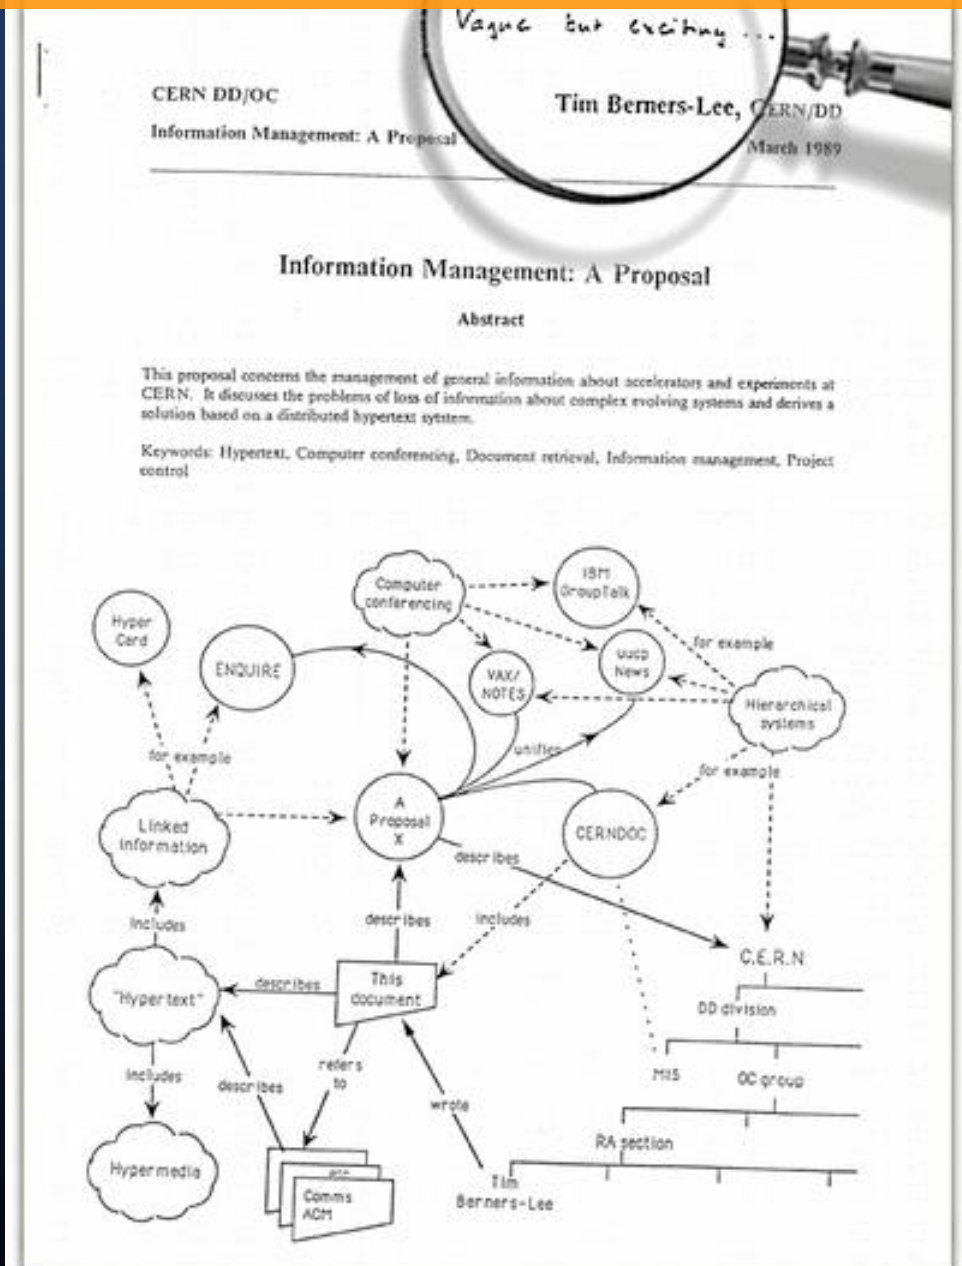 Vague but exciting ...
CERN DD/OC
Tim Berners-Lee, CERN/DD
Information Management: A Proposal
March 1989
Information Management: A Proposal
Abstract
This proposal concerns the management of general information about accelerators and experiments at
CERN. It discusses the problems of loss of information about complex evolving systems and derives a
solution based on a distributed hypertext sytstem.
Keywords: Hypertext, Computer conferencing, Document retrieval, Information management, Project
control
Computer
conferencing
IBM
GroupTalk
Hyper
Card
ENQUIRE
VAX/
NOTES
uucp
News
for example
Hierarchical
systems
for example
unifies
for example
Linked
information
A
Proposal
X
CERNDOC
describes
includes
describes
includes
C.E.R.N
"Hypertext"
describes
This
document
DD division
includes
describes
refers
to
wrote
MIS
OC group
RA section
Hypermedia
Comms
ACM
Tim
Berners-Lee